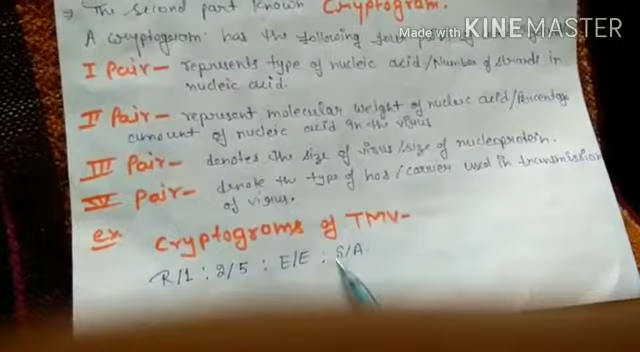 → The second part known Cryptogram.
Made with KINEMASTER
A cryptogram has the following four
I Pair- represents type of nucleic acid/Number of strands in
nucleic acid.
II Pair- represent molecular weight of nucleic acid/Percentage
amount of nucleic acid in the virus
III Pair- denotes the size of virus/size of nucleoprotein.
IV Pair- denote the type of hos/carrier used in transmission
of virus.
ex Cryptograms of TMV-
R/1 : 2/5 : E/E : S/A